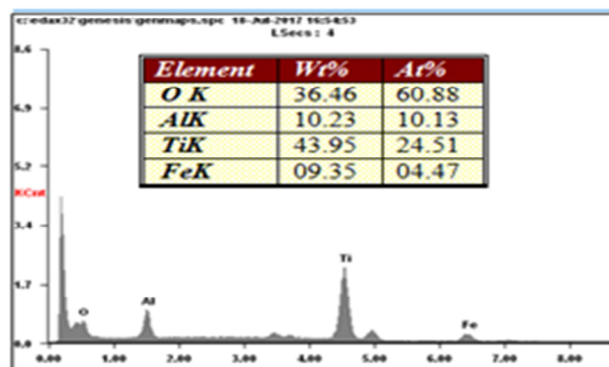 c:\edax32\genesis\genmaps.spc 18-Jul-2017 16:54:53
LSecs : 4
8.6
6.9
5.2
KCnt
3.4
1.7
0.0
Element Wt% At%
O K 36.46 60.88
AlK 10.23 10.13
TiK 43.95 24.51
FeK 09.35 04.47
O
Al
Ti
Fe
0.00 1.00 2.00 3.00 4.00 5.00 6.00 7.00 8.00